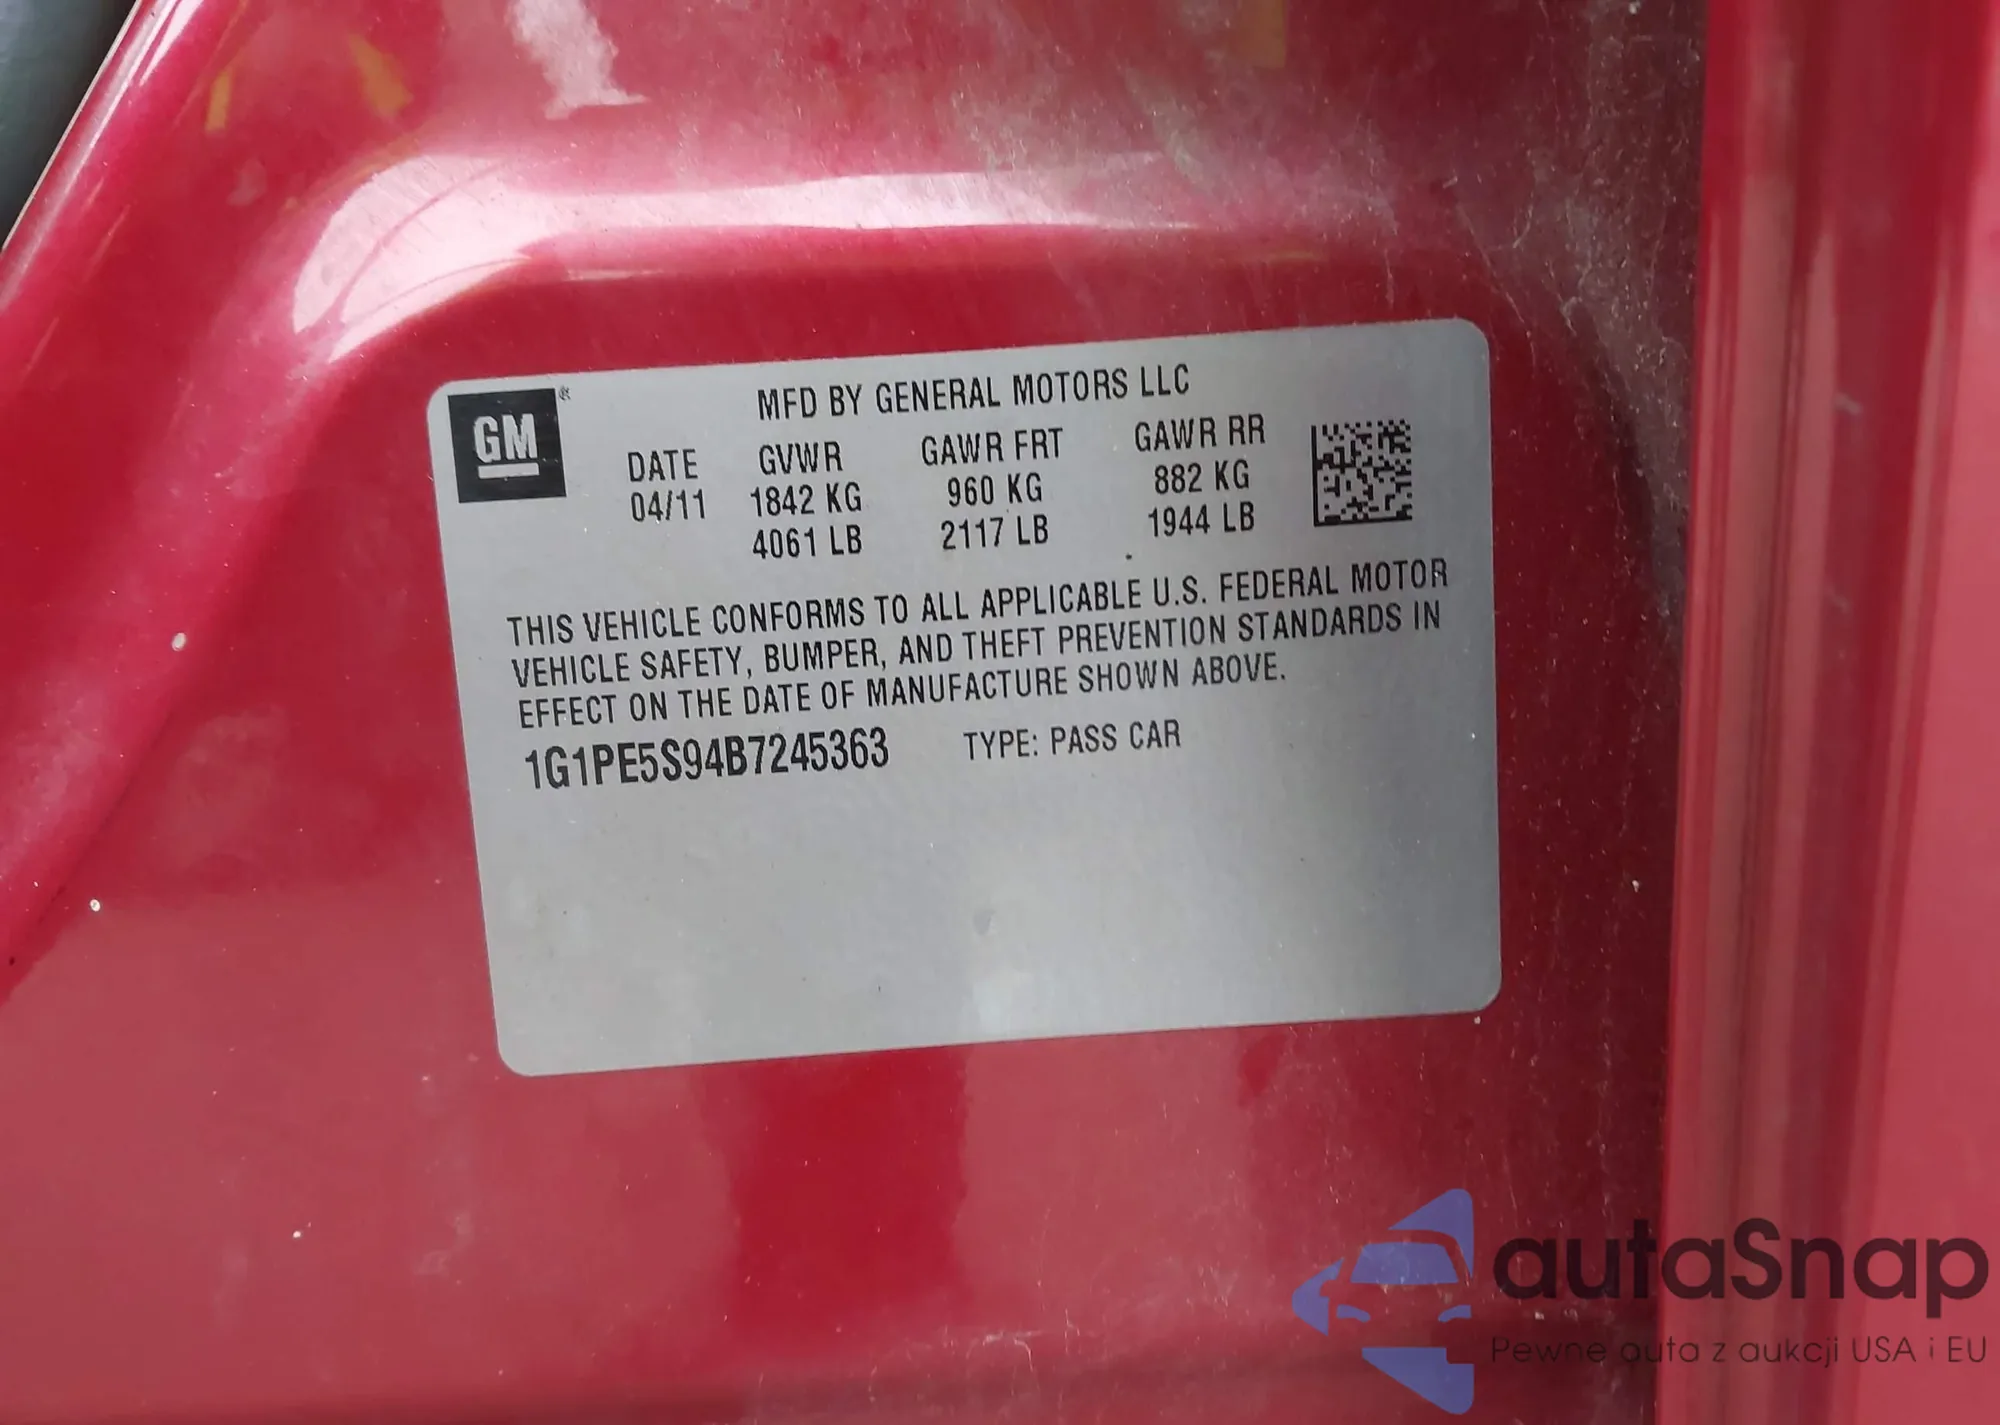 GM®
MFD BY GENERAL MOTORS LLC
DATE GVWR GAWR FRT GAWR RR
04/11 1842 KG 960 KG 882 KG
4061 LB 2117 LB 1944 LB
THIS VEHICLE CONFORMS TO ALL APPLICABLE U.S. FEDERAL MOTOR
VEHICLE SAFETY, BUMPER, AND THEFT PREVENTION STANDARDS IN
EFFECT ON THE DATE OF MANUFACTURE SHOWN ABOVE.
1G1PE5S94B7245363 TYPE: PASS CAR
autaSnap
Pewne auta z aukcji USA i EU